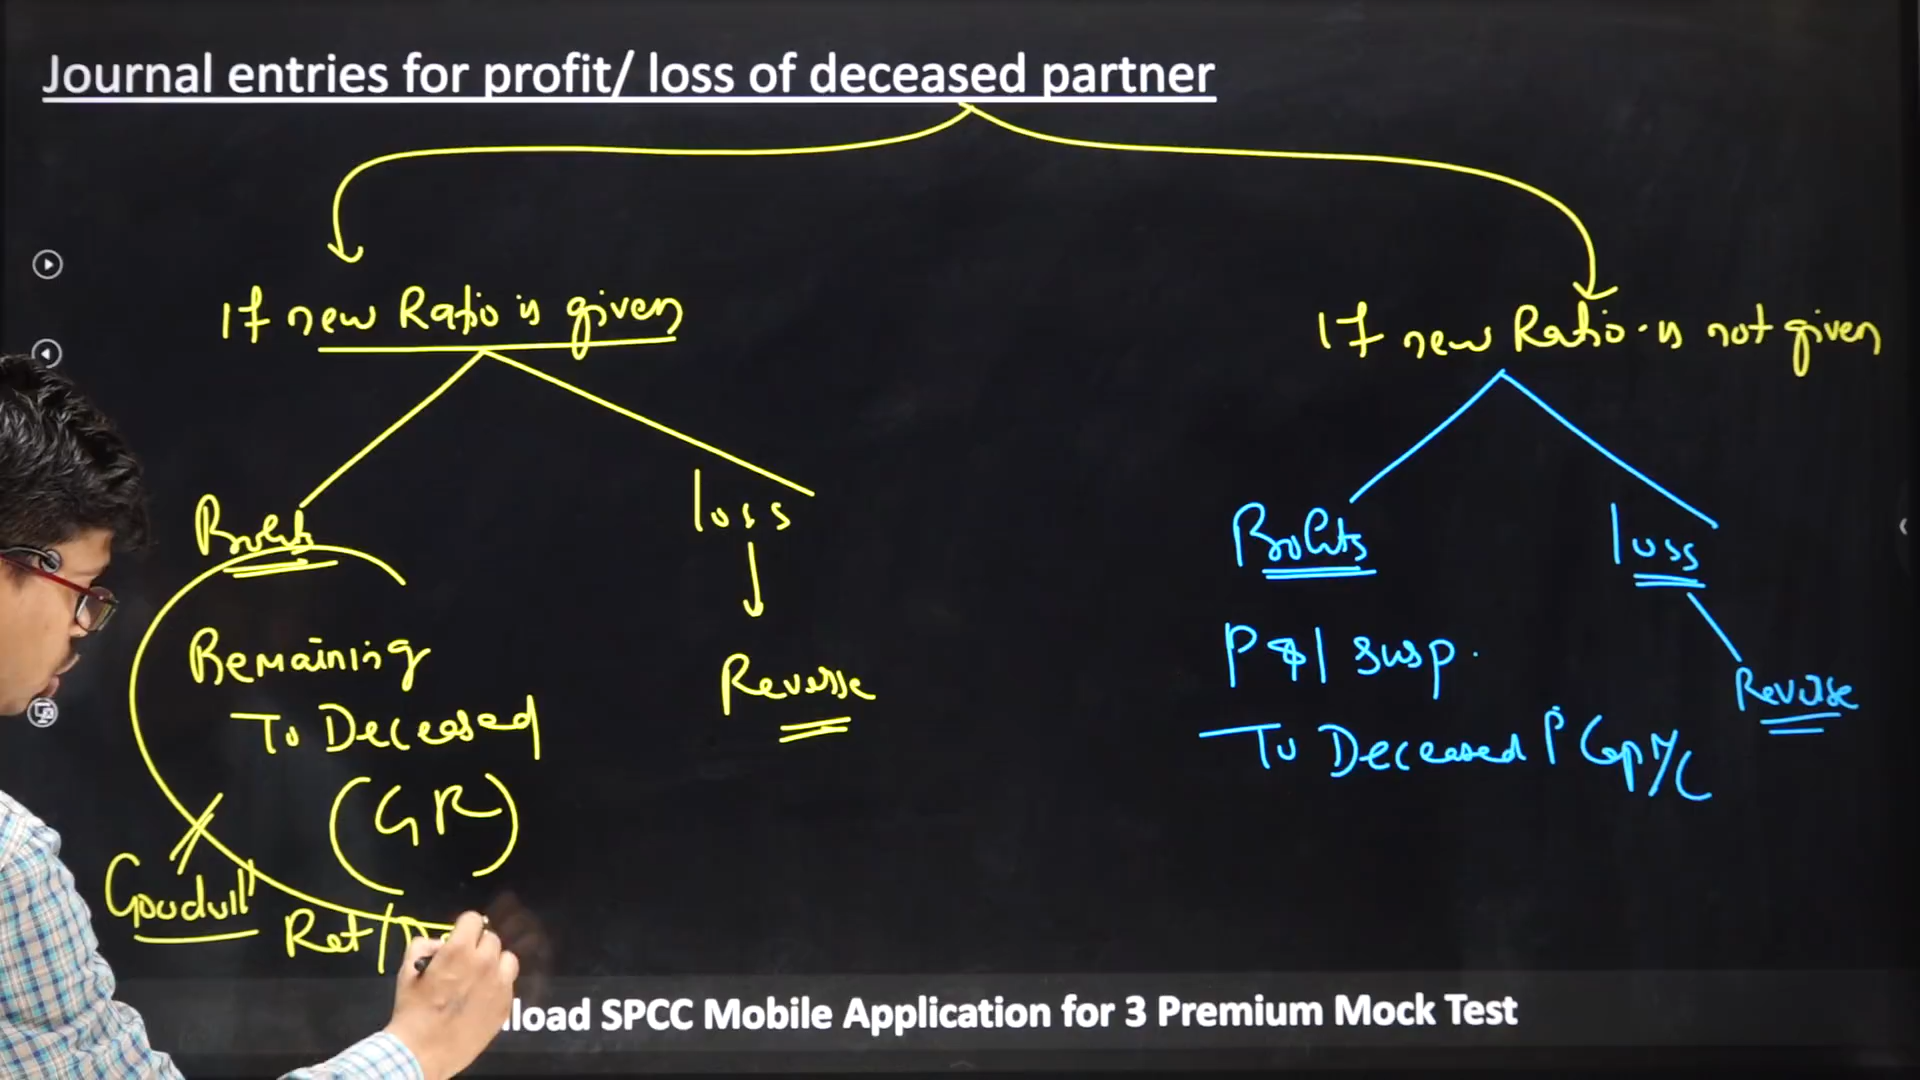 Journal entries for profit/ loss of deceased partner
If new Ratio is given
If new Ratio is not given
Profits
loss
Profits
loss
Remaining
To Deceased
(GR)
Reverse
P & l susp.
To Deceased P' Cap A/C
Reverse
Goodwill
Ret/
load SPCC Mobile Application for 3 Premium Mock Test